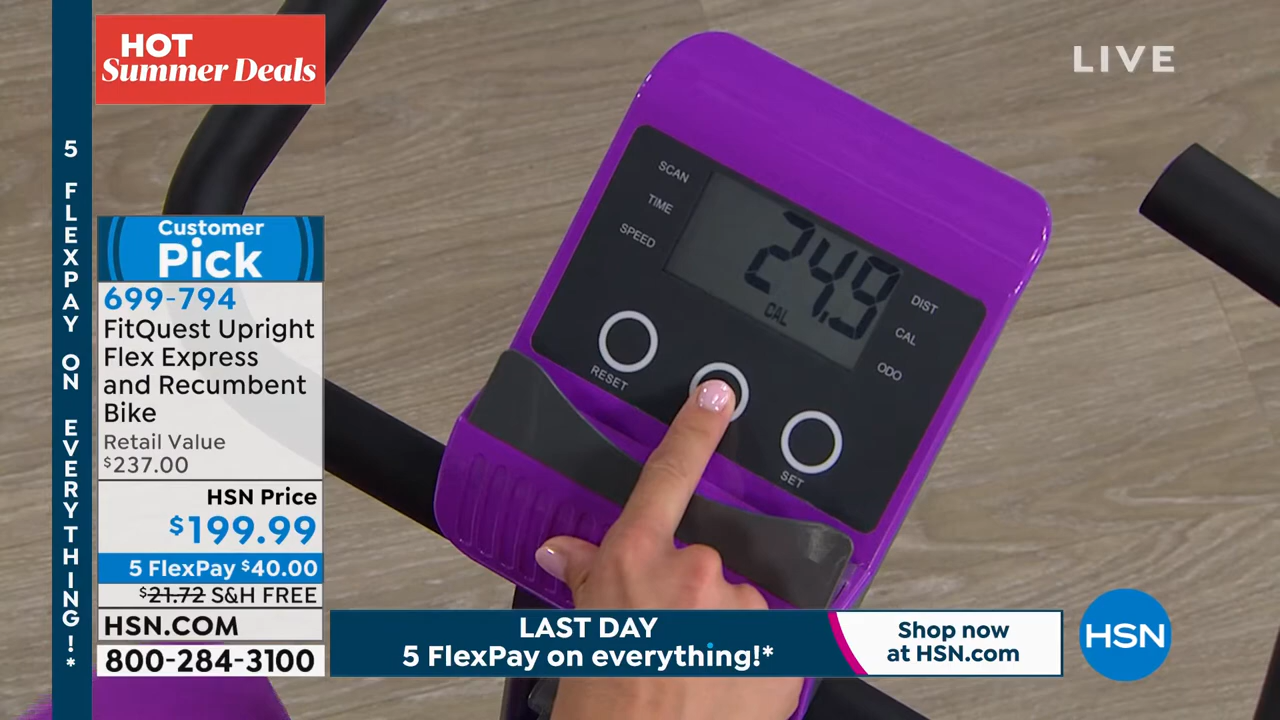 HOT
Summer Deals
LIVE
5 FLEXPAY ON EVERYTHING!*
Customer
Pick
699-794
FitQuest Upright
Flex Express
and Recumbent
Bike
Retail Value
$237.00
HSN Price
$199.99
5 FlexPay $40.00
$21.72 S&H FREE
HSN.COM
800-284-3100
SCAN
TIME
SPEED
24.9
CAL
DIST
CAL
ODO
RESET
SET
LAST DAY
5 FlexPay on everything!*
Shop now
at HSN.com
HSN